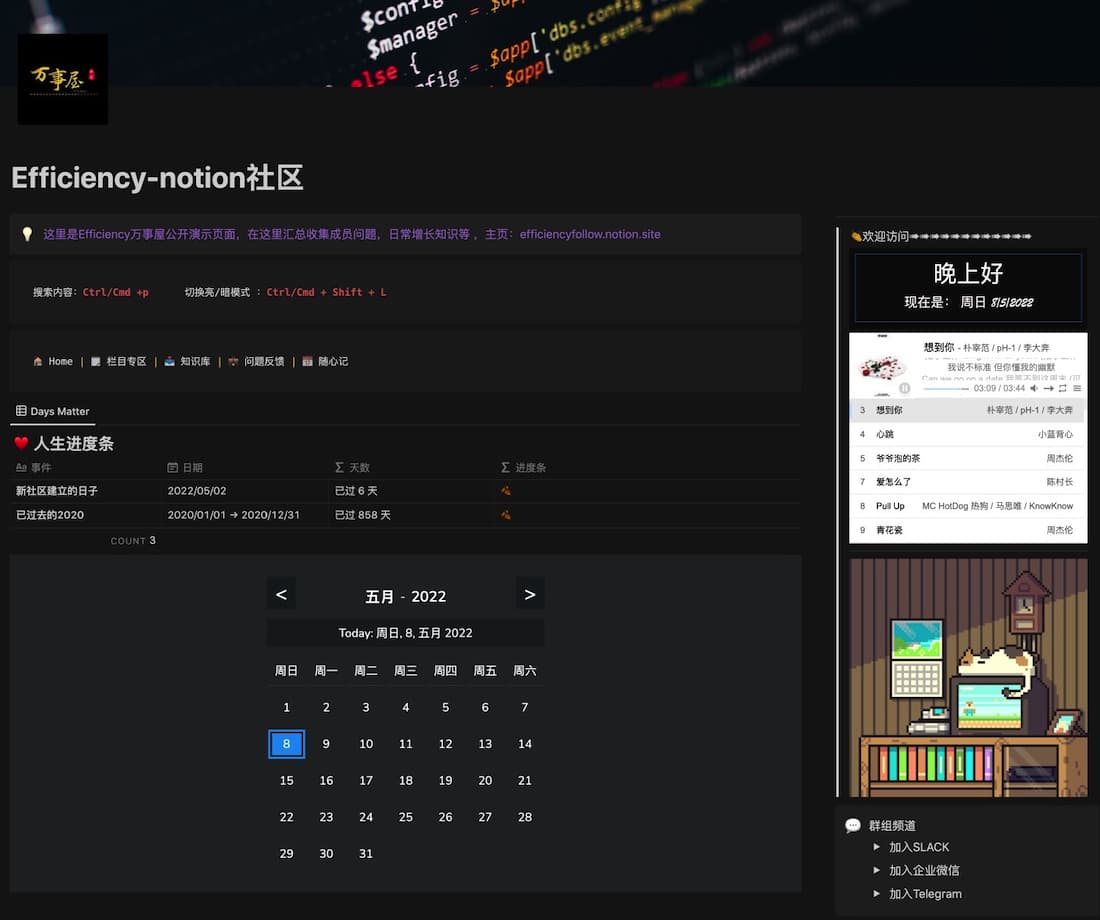 $config
$manager = $app
$app['dbs.config
else {
$app['dbs.event_manager
万事屋
Efficiency-notion社区
这里是Efficiency万事屋公开演示页面，在这里汇总收集成员问题，日常增长知识等 ，主页：efficiencyfollow.notion.site
搜索内容：Ctrl/Cmd +p 切换亮/暗模式 ：Ctrl/Cmd + Shift + L
Home | 栏目专区 | 知识库 | 问题反馈 | 随心记
Days Matter
人生进度条
Aa 事件 日期 Σ 天数 Σ 进度条
新社区建立的日子 2022/05/02 已过 6 天
已过去的2020 2020/01/01 → 2020/12/31 已过 858 天
COUNT 3
< 五月 - 2022 >
Today: 周日, 8, 五月 2022
周日 周一 周二 周三 周四 周五 周六
1 2 3 4 5 6 7
8 9 10 11 12 13 14
15 16 17 18 19 20 21
22 23 24 25 26 27 28
29 30 31
欢迎访问
晚上好
现在是： 周日 8/5/2022
想到你 - 朴宰范 / pH-1 / 李大奔
我说不标准 但你懂我的幽默
03:09 / 03:44
3 想到你 朴宰范 / pH-1 / 李大奔
4 心跳 小蓝背心
5 爷爷泡的茶 周杰伦
7 爱怎么了 陈村长
8 Pull Up MC HotDog 热狗 / 马思唯 / KnowKnow
9 青花瓷 周杰伦
群组频道
加入SLACK
加入企业微信
加入Telegram